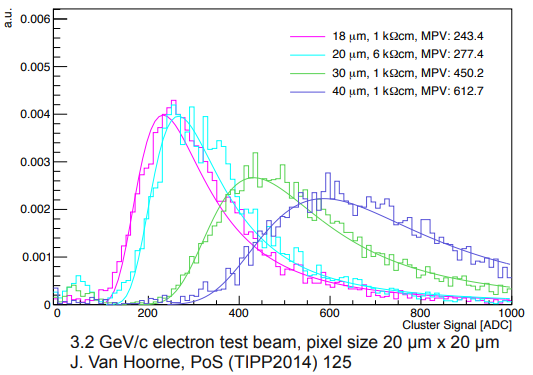 a.u.
0.006
0.005
0.004
0.003
0.002
0.001
0
0 200 400 600 800 1000
Cluster Signal [ADC]
18 μm, 1 kΩcm, MPV: 243.4
20 μm, 6 kΩcm, MPV: 277.4
30 μm, 1 kΩcm, MPV: 450.2
40 μm, 1 kΩcm, MPV: 612.7
3.2 GeV/c electron test beam, pixel size 20 μm x 20 μm
J. Van Hoorne, PoS (TIPP2014) 125